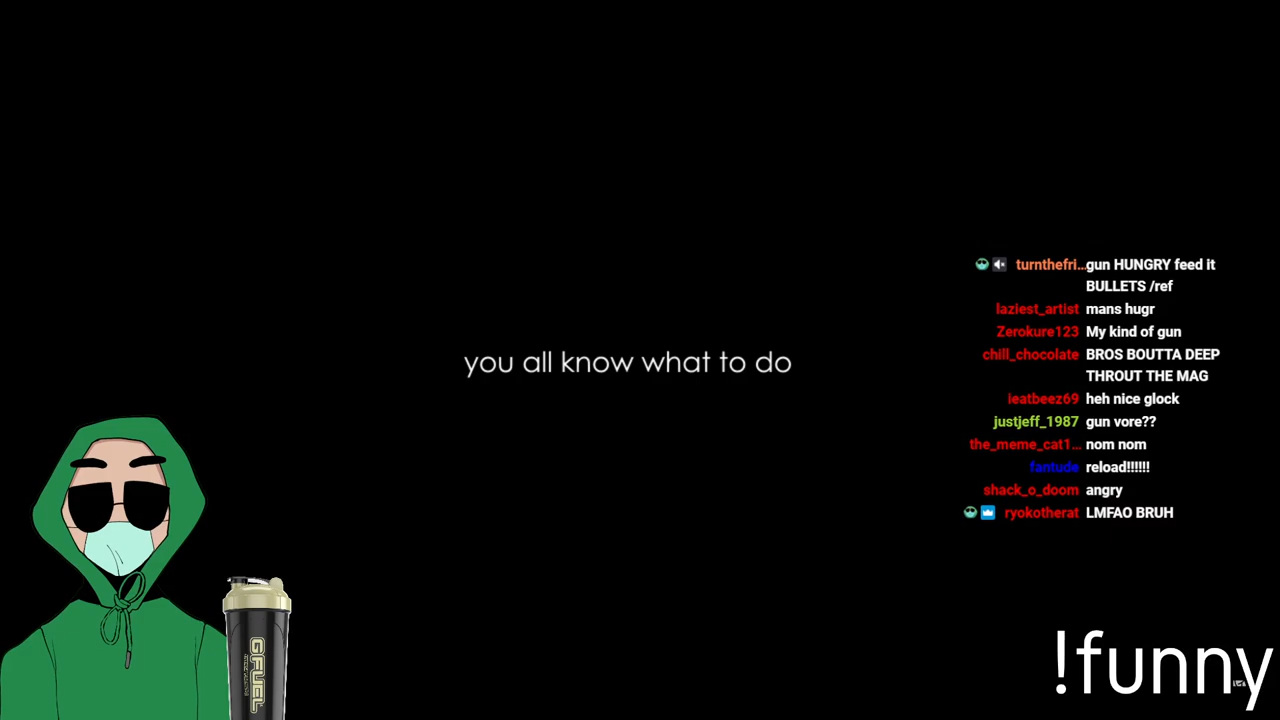 turnthefri... gun HUNGRY feed it
BULLETS /ref
laziest_artist mans hugr
Zerokure123 My kind of gun
you all know what to do
chill_chocolate BROS BOUTTA DEEP
THROUT THE MAG
ieatbeez69 heh nice glock
justjeff_1987 gun vore??
the_meme_cat1... nom nom
fantude reload!!!!!!
shack_o_doom angry
ryokotherat LMFAO BRUH
GFUEL
!funny